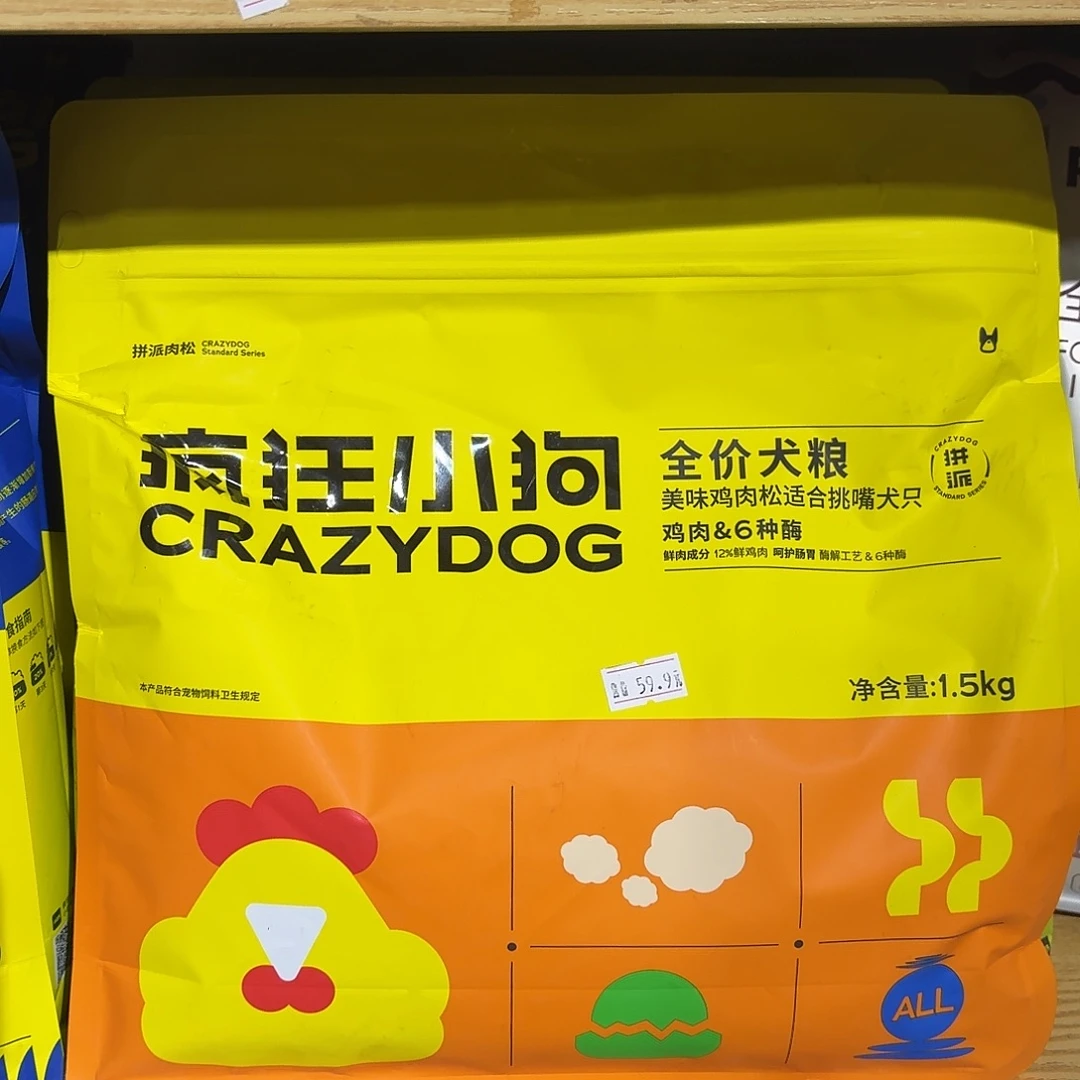 拼派肉松 CRAZYDOG
Standard Series
疯狂小狗
CRAZYDOG
全价犬粮
美味鸡肉松适合挑嘴犬只
鸡肉&6种酶
鲜肉成分 12%鲜鸡肉 呵护肠胃 酶解工艺&6种酶
CRAZYDOG
拼派
STANDARD SERIES
本产品符合宠物饲料卫生规定
59.9元
净含量:1.5kg
ALL
食指南